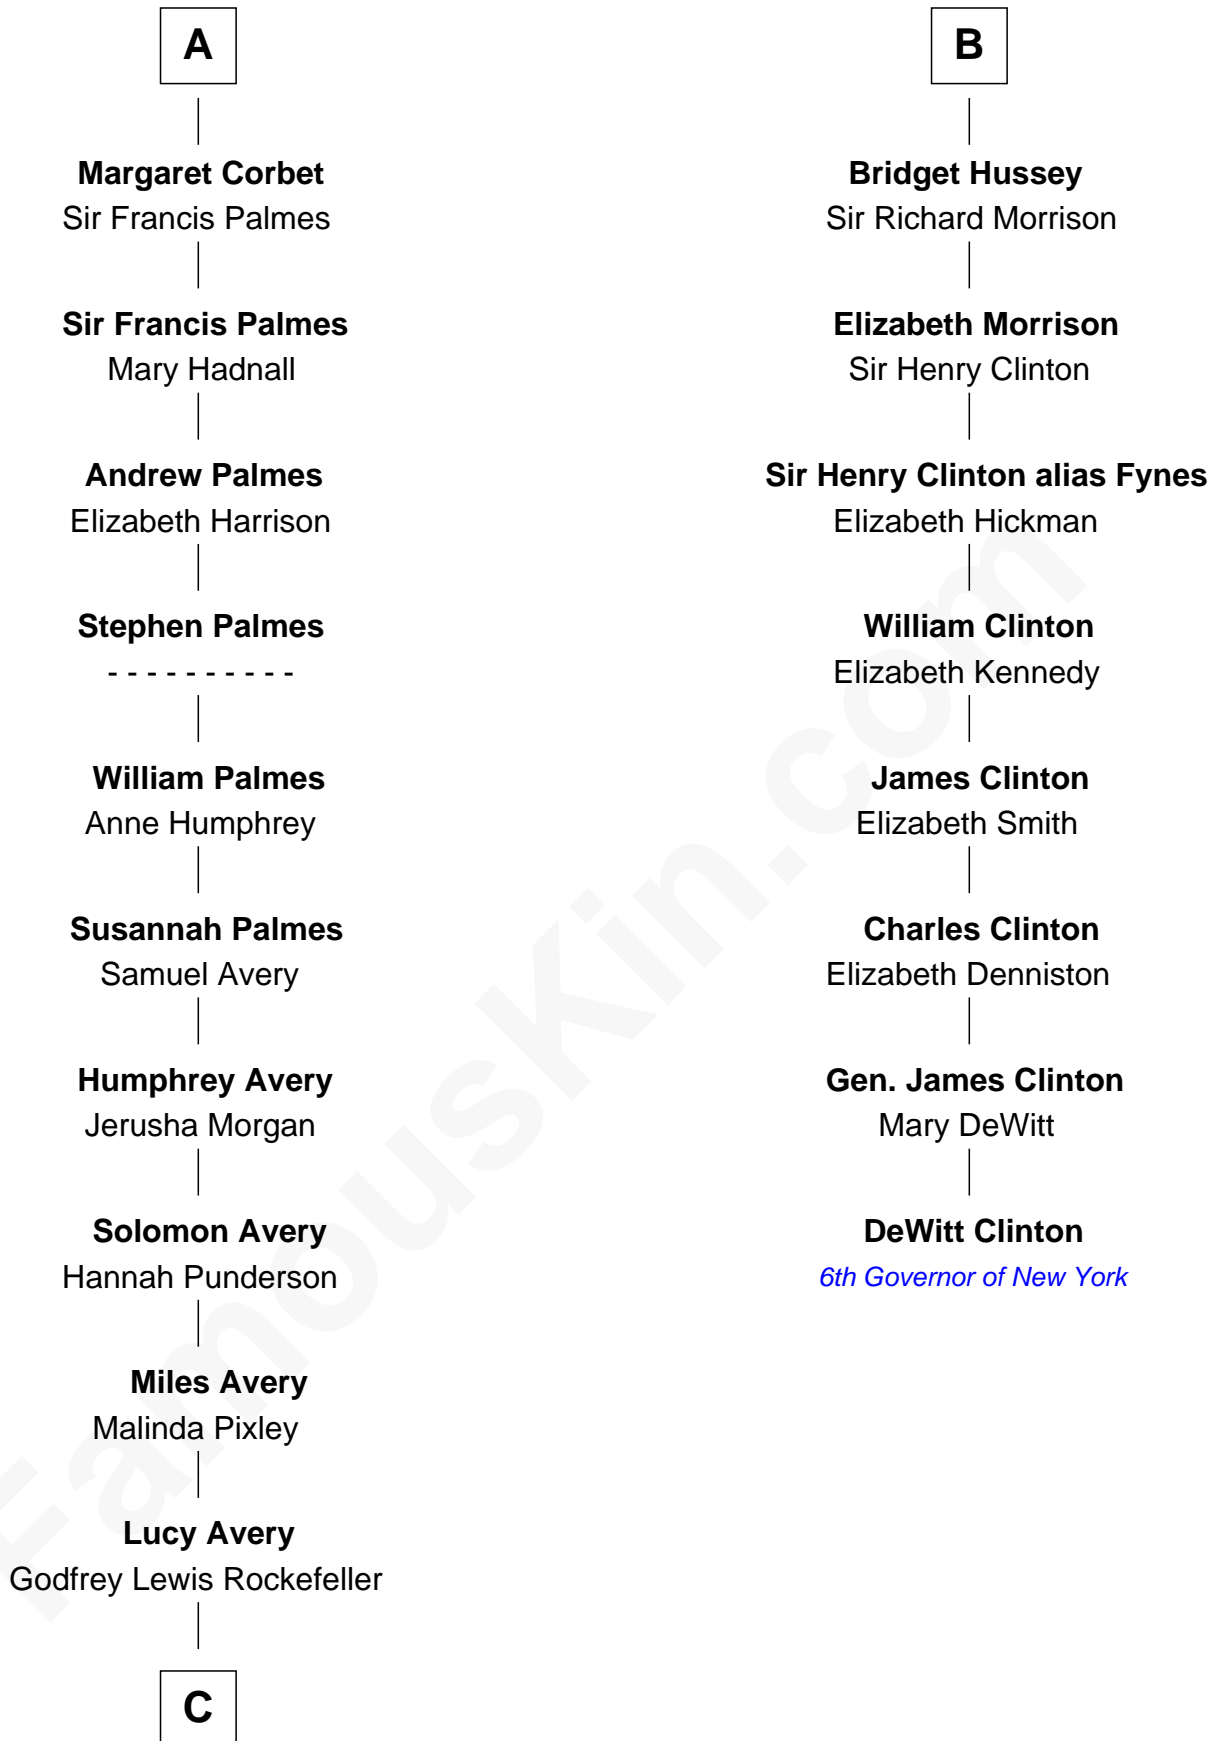 A
Margaret Corbet
Sir Francis Palmes
Sir Francis Palmes
Mary Hadnall
Andrew Palmes
Elizabeth Harrison
Stephen Palmes
- - - - - - - - - -
William Palmes
Anne Humphrey
Susannah Palmes
Samuel Avery
Humphrey Avery
Jerusha Morgan
Solomon Avery
Hannah Punderson
Miles Avery
Malinda Pixley
Lucy Avery
Godfrey Lewis Rockefeller
C
B
Bridget Hussey
Sir Richard Morrison
Elizabeth Morrison
Sir Henry Clinton
Sir Henry Clinton alias Fynes
Elizabeth Hickman
William Clinton
Elizabeth Kennedy
James Clinton
Elizabeth Smith
Charles Clinton
Elizabeth Denniston
Gen. James Clinton
Mary DeWitt
DeWitt Clinton
6th Governor of New York
FamousKin.com